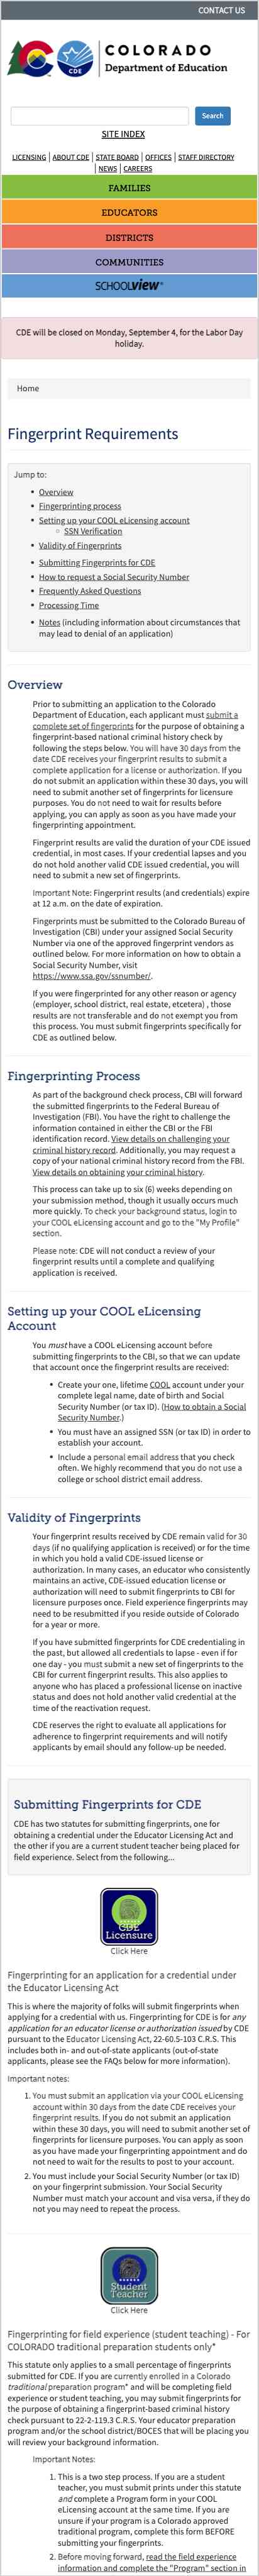 CONTACT US
COLORADO
Department of Education
CDE
Search
SITE INDEX
LICENSING | ABOUT CDE | STATE BOARD | OFFICES | STAFF DIRECTORY
| NEWS | CAREERS
FAMILIES
EDUCATORS
DISTRICTS
COMMUNITIES
SCHOOLVIEW®
CDE will be closed on Monday, September 4, for the Labor Day
holiday.
Home
Fingerprint Requirements
Jump to:
• Overview
• Fingerprinting process
• Setting up your COOL eLicensing account
○ SSN Verification
• Validity of Fingerprints
• Submitting Fingerprints for CDE
• How to request a Social Security Number
• Frequently Asked Questions
• Processing Time
• Notes (including information about circumstances that
may lead to denial of an application)
Overview
Prior to submitting an application to the Colorado
Department of Education, each applicant must submit a
complete set of fingerprints for the purpose of obtaining a
fingerprint-based national criminal history check by
following the steps below. You will have 30 days from the
date CDE receives your fingerprint results to submit a
complete application for a license or authorization. If you
do not submit an application within these 30 days, you will
need to submit another set of fingerprints for licensure
purposes. You do not need to wait for results before
applying, you can apply as soon as you have made your
fingerprinting appointment.
Fingerprint results are valid the duration of your CDE issued
credential, in most cases. If your credential lapses and you
do not hold another valid CDE issued credential, you will
need to submit a new set of fingerprints.
Important Note: Fingerprint results (and credentials) expire
at 12 a.m. on the date of expiration.
Fingerprints must be submitted to the Colorado Bureau of
Investigation (CBI) under your assigned Social Security
Number via one of the approved fingerprint vendors as
outlined below. For more information on how to obtain a
Social Security Number, visit
https://www.ssa.gov/ssnumber/.
If you were fingerprinted for any other reason or agency
(employer, school district, real estate, etcetera) , those
results are not transferable and do not exempt you from
this process. You must submit fingerprints specifically for
CDE as outlined below.
Fingerprinting Process
As part of the background check process, CBI will forward
the submitted fingerprints to the Federal Bureau of
Investigation (FBI). You have the right to challenge the
information contained in either the CBI or the FBI
identification record. View details on challenging your
criminal history record. Additionally, you may request a
copy of your national criminal history record from the FBI.
View details on obtaining your criminal history.
This process can take up to six (6) weeks depending on
your submission method, though it usually occurs much
more quickly. To check your background status, login to
your COOL eLicensing account and go to the "My Profile"
section.
Please note: CDE will not conduct a review of your
fingerprint results until a complete and qualifying
application is received.
Setting up your COOL eLicensing
Account
You must have a COOL eLicensing account before
submitting fingerprints to the CBI, so that we can update
that account once the fingerprint results are received:
• Create your one, lifetime COOL account under your
complete legal name, date of birth and Social
Security Number (or tax ID). (How to obtain a Social
Security Number.)
• You must have an assigned SSN (or tax ID) in order to
establish your account.
• Include a personal email address that you check
often. We highly recommend that you do not use a
college or school district email address.
Validity of Fingerprints
Your fingerprint results received by CDE remain valid for 30
days (if no qualifying application is received) or for the time
in which you hold a valid CDE-issued license or
authorization. In many cases, an educator who consistently
maintains an active, CDE-issued education license or
authorization will need to submit fingerprints to CBI for
licensure purposes once. Field experience fingerprints may
need to be resubmitted if you reside outside of Colorado
for a year or more.
If you have submitted fingerprints for CDE credentialing in
the past, but allowed all credentials to lapse - even if for
one day - you must submit a new set of fingerprints to the
CBI for current fingerprint results. This also applies to
anyone who has placed a professional license on inactive
status and does not hold another valid credential at the
time of the reactivation request.
CDE reserves the right to evaluate all applications for
adherence to fingerprint requirements and will notify
applicants by email should any follow-up be needed.
Submitting Fingerprints for CDE
CDE has two statutes for submitting fingerprints, one for
obtaining a credential under the Educator Licensing Act and
the other if you are a current student teacher being placed for
field experience. Select from the following...
CDE
Licensure
Click Here
Fingerprinting for an application for a credential under
the Educator Licensing Act
This is where the majority of folks will submit fingerprints when
applying for a credential with us. Fingerprinting for CDE is for any
application for an educator license or authorization issued by CDE
pursuant to the Educator Licensing Act, 22-60.5-103 C.R.S. This
includes both in- and out-of-state applicants (out-of-state
applicants, please see the FAQs below for more information).
Important notes:
1. You must submit an application via your COOL eLicensing
account within 30 days from the date CDE receives your
fingerprint results. If you do not submit an application
within these 30 days, you will need to submit another set of
fingerprints for licensure purposes. You can apply as soon
as you have made your fingerprinting appointment and do
not need to wait for the results to post to your account.
2. You must include your Social Security Number (or tax ID)
on your fingerprint submission. Your Social Security
Number must match your account and visa versa, if they do
not you may need to repeat the process.
Student
Teacher
Click Here
Fingerprinting for field experience (student teaching) - For
COLORADO traditional preparation students only*
This statute only applies to a small percentage of fingerprints
submitted for CDE. If you are currently enrolled in a Colorado
traditional preparation program* and will be completing field
experience or student teaching, you may submit fingerprints for
the purpose of obtaining a fingerprint-based criminal history
check pursuant to 22-2-119.3 C.R.S. Your educator preparation
program and/or the school district/BOCES that will be placing you
will review your background information.
Important Notes:
1. This is a two step process. If you are a student
teacher, you must submit prints under this statute
and complete a Program form in your COOL
eLicensing account at the same time. If you are
unsure if your program is a Colorado approved
traditional program, complete this form BEFORE
submitting your fingerprints.
2. Before moving forward, read the field experience
information and complete the "Program" section in